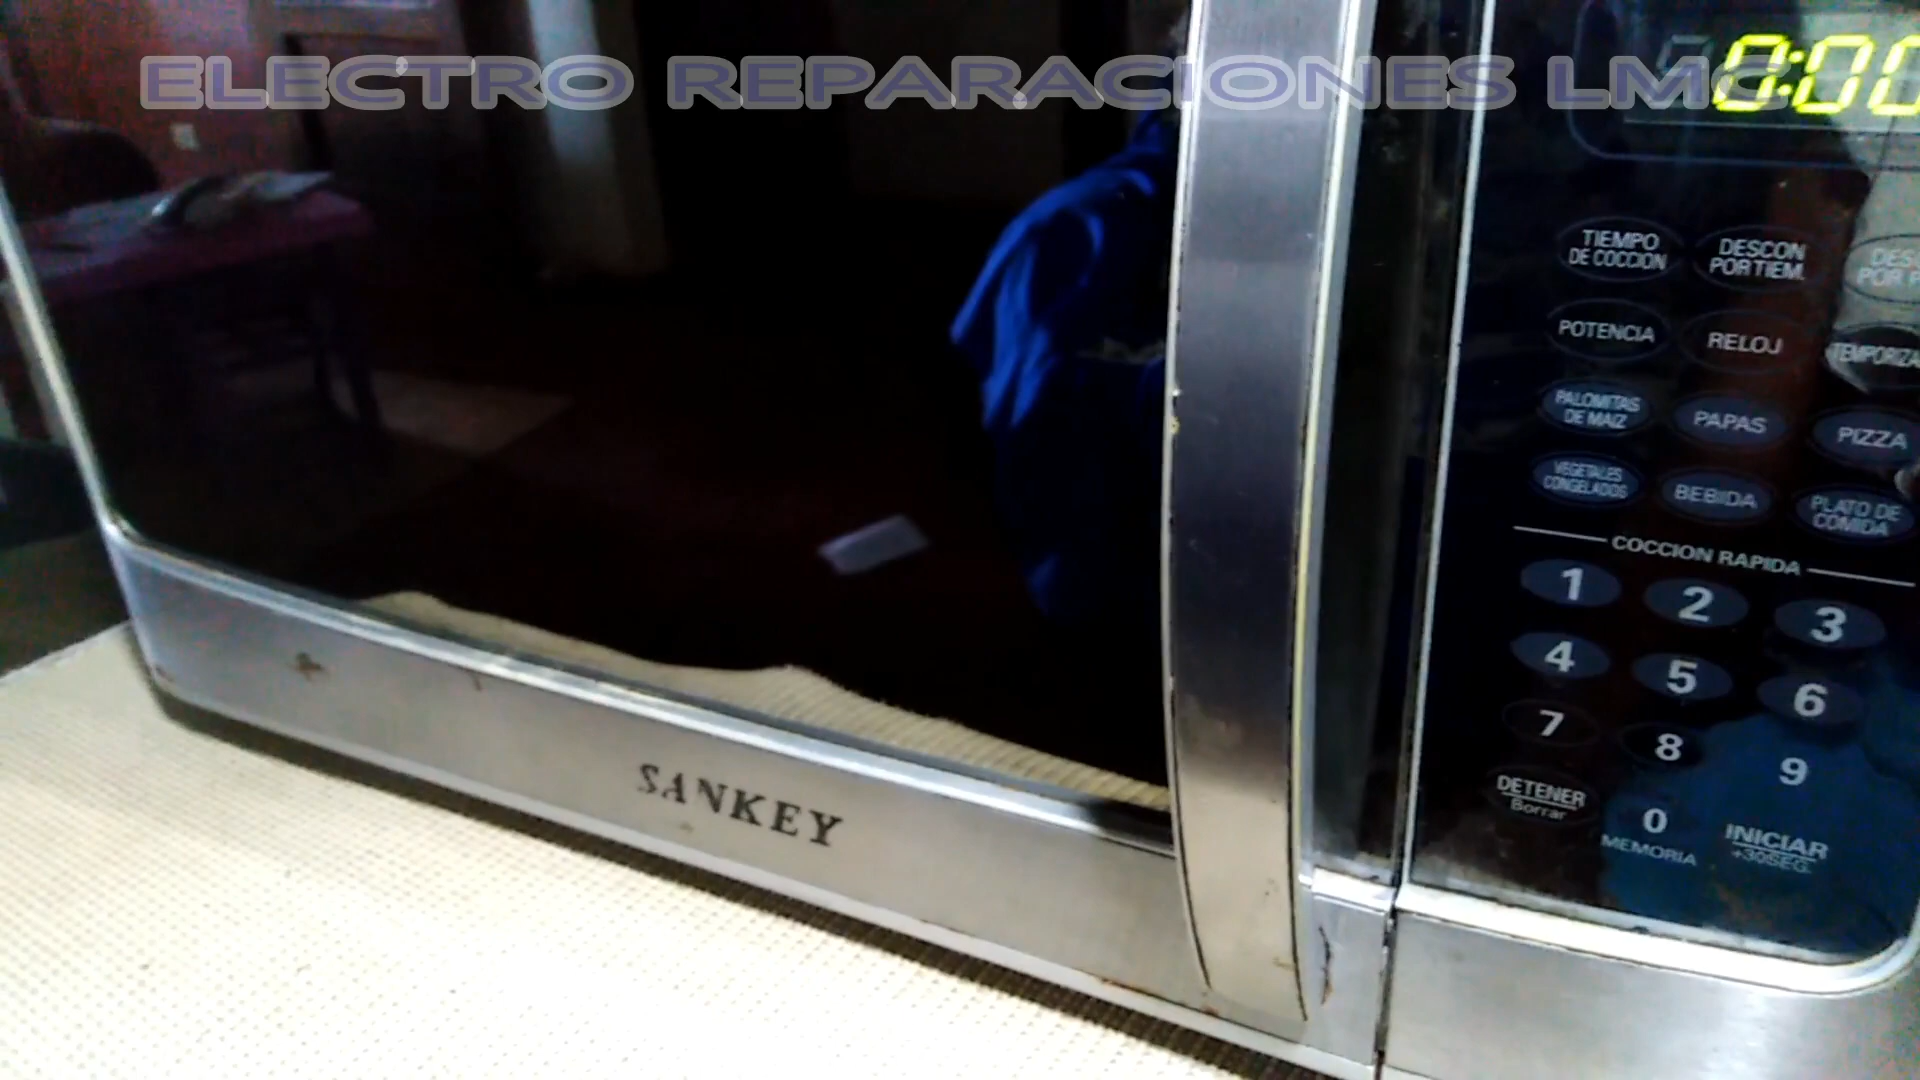 ELECTRO REPARACIONES LMC
0:00
TIEMPO
DE COCCION
DESCON
POR TIEM.
POTENCIA
RELOJ
PALOMITAS
DE MAIZ
PAPAS
PIZZA
VEGETALES
CONGELADOS
BEBIDA
PLATO DE
COMIDA
COCCION RAPIDA
1 2 3
4 5 6
7 8 9
DETENER
Borrar
0
MEMORIA
INICIAR
+30SEG.
SANKEY